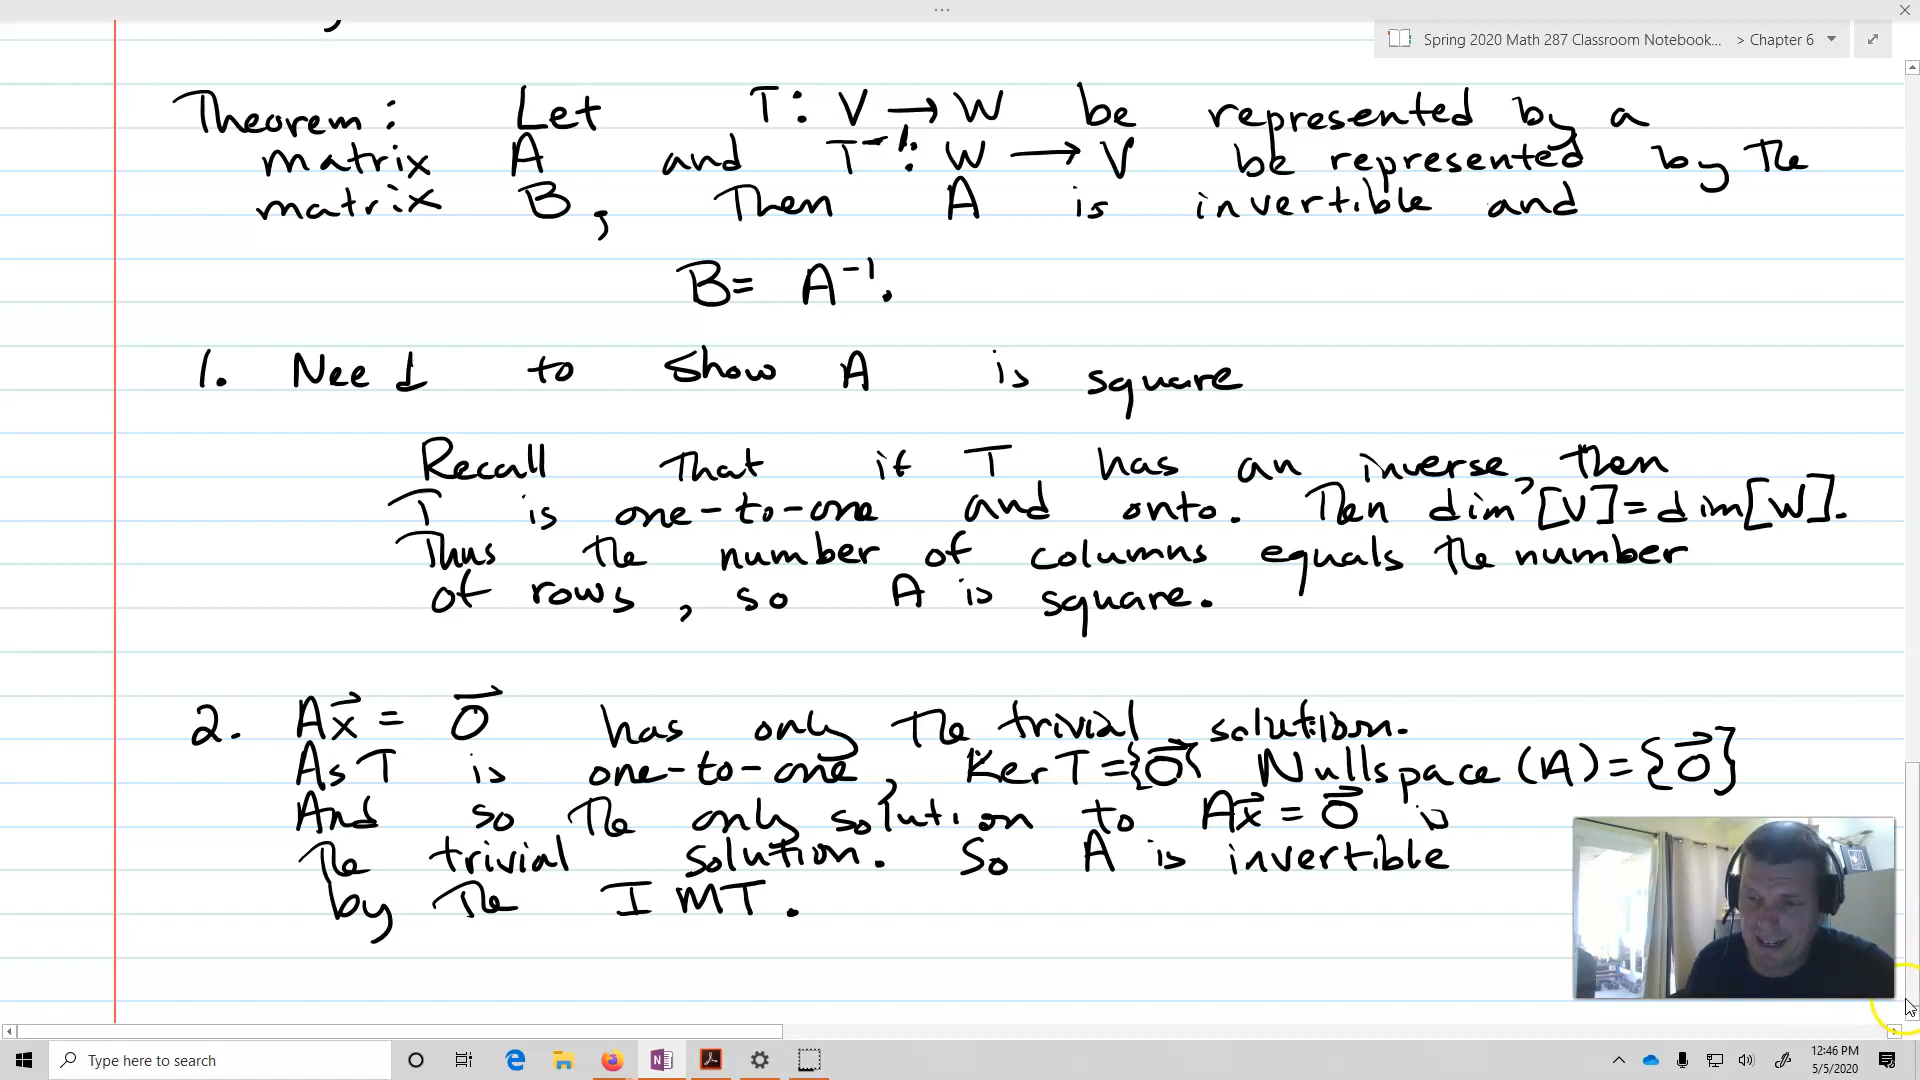 Spring 2020 Math 287 Classroom Notebook... > Chapter 6
Theorem: Let T: V → W be represented by a
matrix A and T⁻¹: W → V be represented by the
matrix B, Then A is invertible and
B= A⁻¹.
1. Need to show A is square
Recall that if T has an inverse, then
T is one-to-one and onto. Then dim[V]=dim[W].
Thus the number of columns equals the number
of rows, so A is square.
2. Ax⃗ = 0⃗ has only the trivial solution.
As T is one-to-one, Ker T={0⃗} Nullspace(A)={0⃗}
And so the only solution to Ax⃗ = 0⃗ is
the trivial solution. So A is invertible
by the IMT.
Type here to search
12:46 PM
5/5/2020